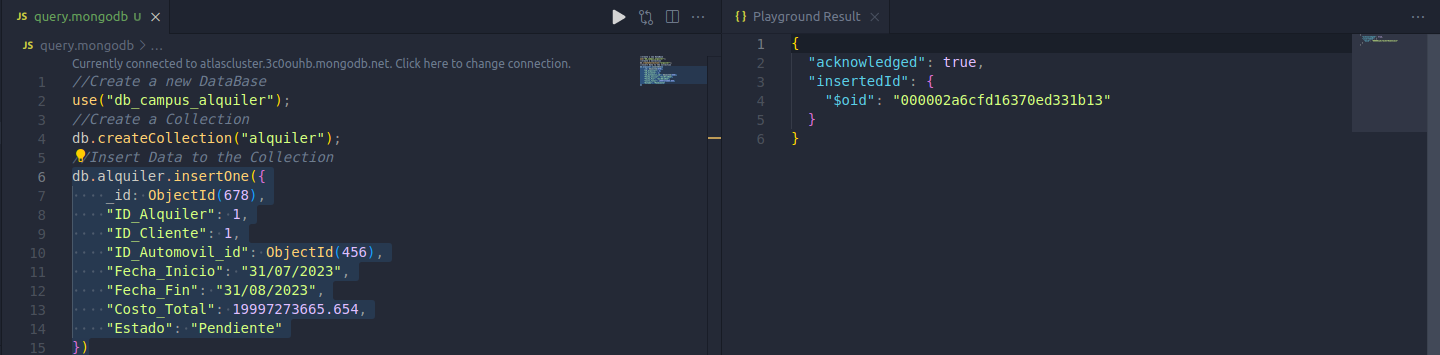 JS query.mongodb U
{} Playground Result
JS query.mongodb > ...
Currently connected to atlascluster.3c0ouhb.mongodb.net. Click here to change connection.
1 //Create a new DataBase
2 use("db_campus_alquiler");
3 //Create a Collection
4 db.createCollection("alquiler");
5 //Insert Data to the Collection
6 db.alquiler.insertOne({
7 _id: ObjectId(678),
8 "ID_Alquiler": 1,
9 "ID_Cliente": 1,
10 "ID_Automovil_id": ObjectId(456),
11 "Fecha_Inicio": "31/07/2023",
12 "Fecha_Fin": "31/08/2023",
13 "Costo_Total": 19997273665.654,
14 "Estado": "Pendiente"
15 })
1 {
2 "acknowledged": true,
3 "insertedId": {
4 "$oid": "000002a6cfd16370ed331b13"
5 }
6 }